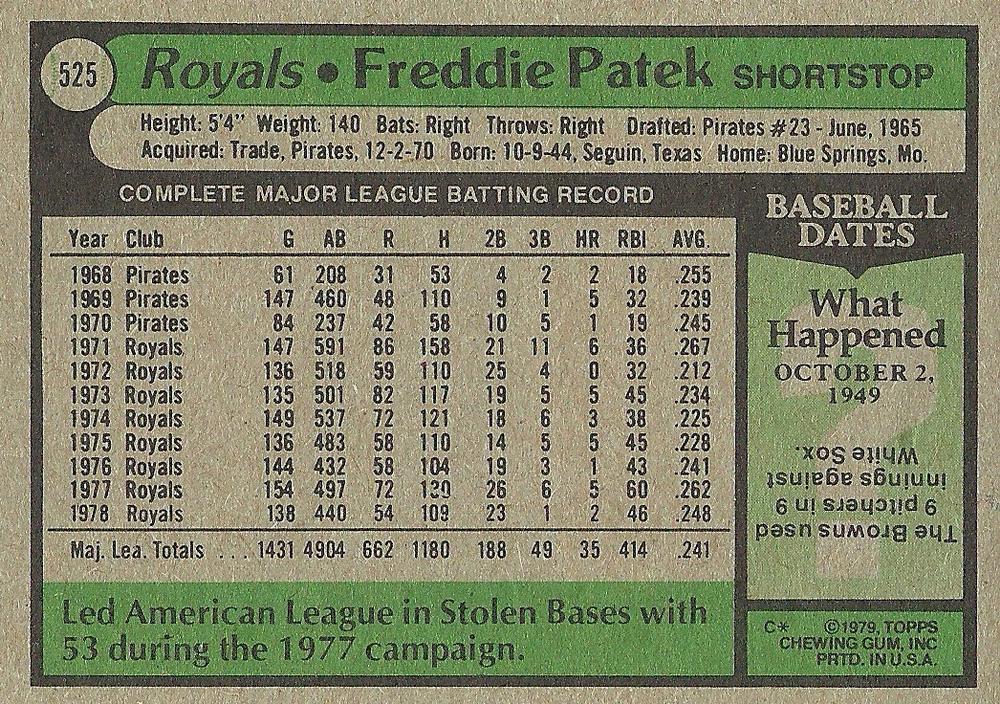 525 Royals • Freddie Patek SHORTSTOP
Height: 5'4" Weight: 140 Bats: Right Throws: Right Drafted: Pirates #23 - June, 1965
Acquired: Trade, Pirates, 12-2-70 Born: 10-9-44, Seguin, Texas Home: Blue Springs, Mo.
COMPLETE MAJOR LEAGUE BATTING RECORD
Year Club G AB R H 2B 3B HR RBI AVG.
1968 Pirates 61 208 31 53 4 2 2 18 .255
1969 Pirates 147 460 48 110 9 1 5 32 .239
1970 Pirates 84 237 42 58 10 5 1 19 .245
1971 Royals 147 591 86 158 21 11 6 36 .267
1972 Royals 136 518 59 110 25 4 0 32 .212
1973 Royals 135 501 82 117 19 5 5 45 .234
1974 Royals 149 537 72 121 18 6 3 38 .225
1975 Royals 136 483 58 110 14 5 5 45 .228
1976 Royals 144 432 58 104 19 3 1 43 .241
1977 Royals 154 497 72 130 26 6 5 60 .262
1978 Royals 138 440 54 109 23 1 2 46 .248
Maj. Lea. Totals . . . 1431 4904 662 1180 188 49 35 414 .241
Led American League in Stolen Bases with
53 during the 1977 campaign.
BASEBALL
DATES
What
Happened
OCTOBER 2,
1949
The Browns used
9 pitchers in 9
innings against
White Sox.
C* ©1979, TOPPS
CHEWING GUM, INC
PRTD. IN U.S.A.